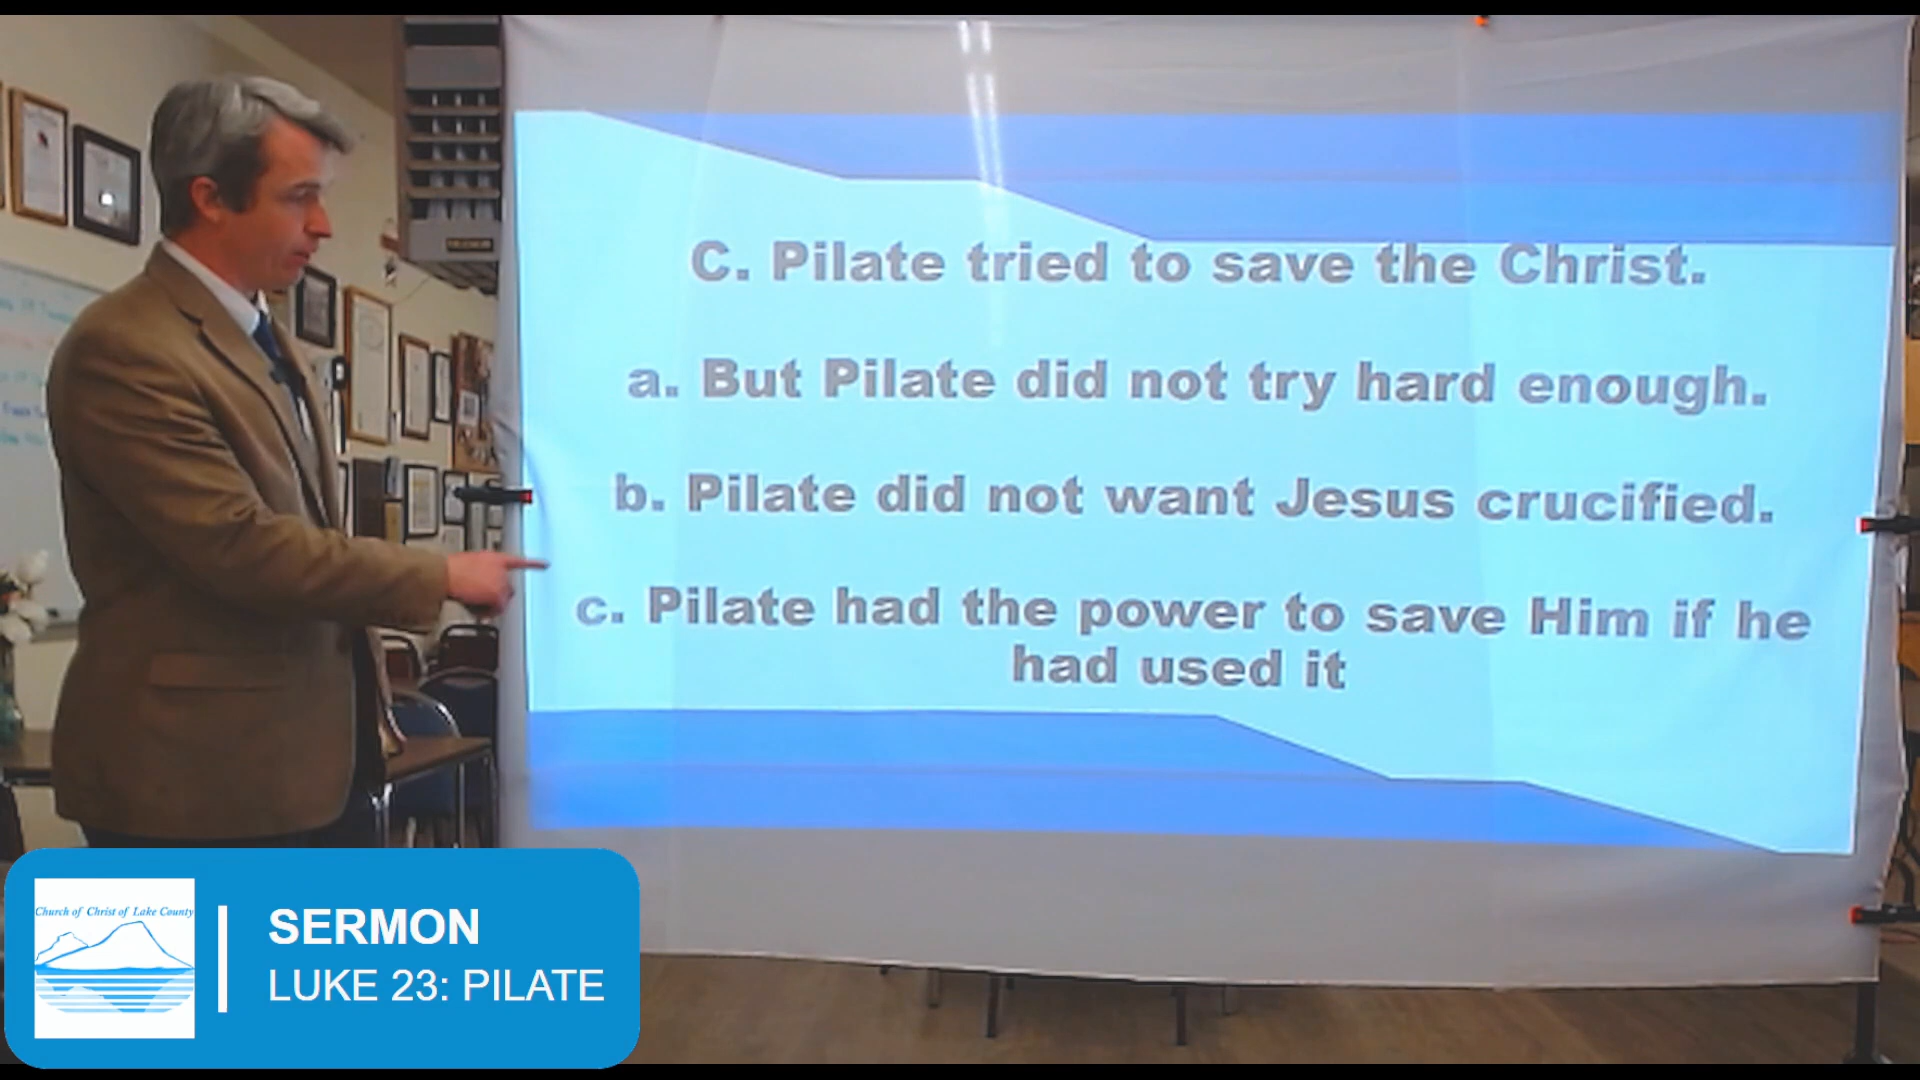 C. Pilate tried to save the Christ.
a. But Pilate did not try hard enough.
b. Pilate did not want Jesus crucified.
c. Pilate had the power to save Him if he
had used it
Church of Christ of Lake County
SERMON
LUKE 23: PILATE